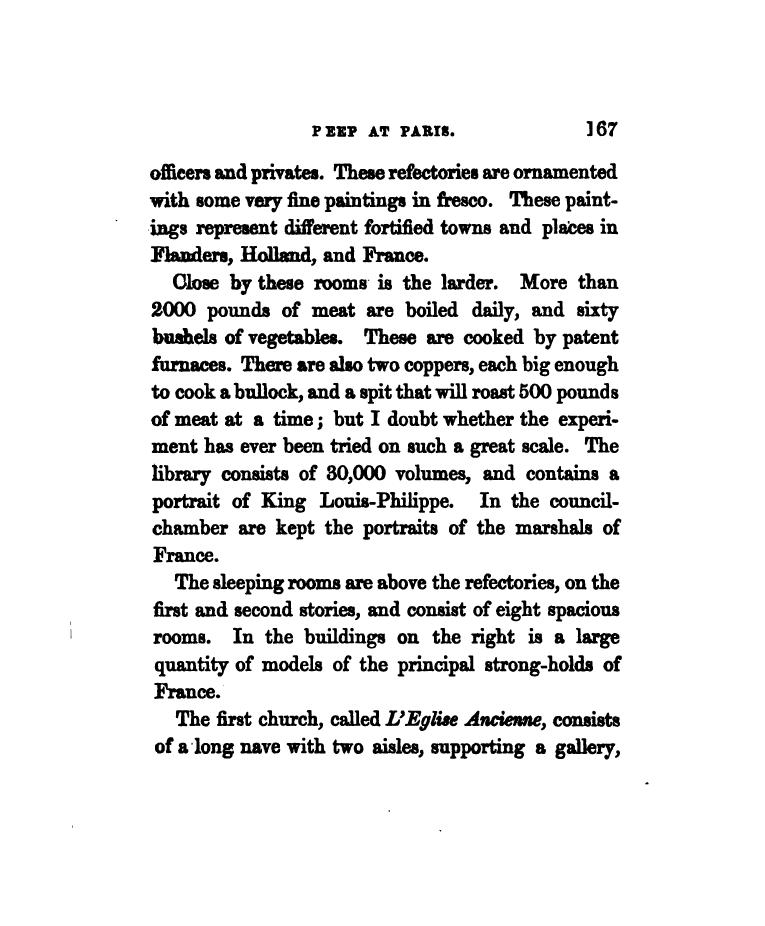 PEEP AT PARIS. 167
officers and privates. These refectories are ornamented
with some very fine paintings in fresco. These paint-
ings represent different fortified towns and places in
Flanders, Holland, and France.
Close by these rooms is the larder. More than
2000 pounds of meat are boiled daily, and sixty
bushels of vegetables. These are cooked by patent
furnaces. There are also two coppers, each big enough
to cook a bullock, and a spit that will roast 500 pounds
of meat at a time; but I doubt whether the experi-
ment has ever been tried on such a great scale. The
library consists of 30,000 volumes, and contains a
portrait of King Louis-Philippe. In the council-
chamber are kept the portraits of the marshals of
France.
The sleeping rooms are above the refectories, on the
first and second stories, and consist of eight spacious
rooms. In the buildings on the right is a large
quantity of models of the principal strong-holds of
France.
The first church, called L'Eglise Ancienne, consists
of a long nave with two aisles, supporting a gallery,